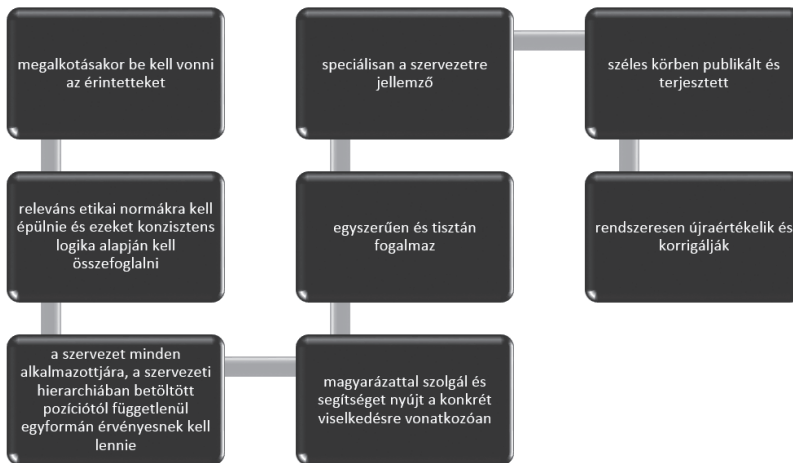 megalkotásakor be kell vonni
az érintetteket
releváns etikai normákra kell
épülnie és ezeket konzisztens
logika alapján kell
összefoglalni
a szervezet minden
alkalmazottjára, a szervezeti
hierarchiában betöltött
pozíciótól függetlenül
egyformán érvényesnek kell
lennie
magyarázattal szolgál és
segítséget nyújt a konkrét
viselkedésre vonatkozóan
egyszerűen és tisztán
fogalmaz
speciálisan a szervezetre
jellemző
széles körben publikált és
terjesztett
rendszeresen újraértékelik és
korrigálják